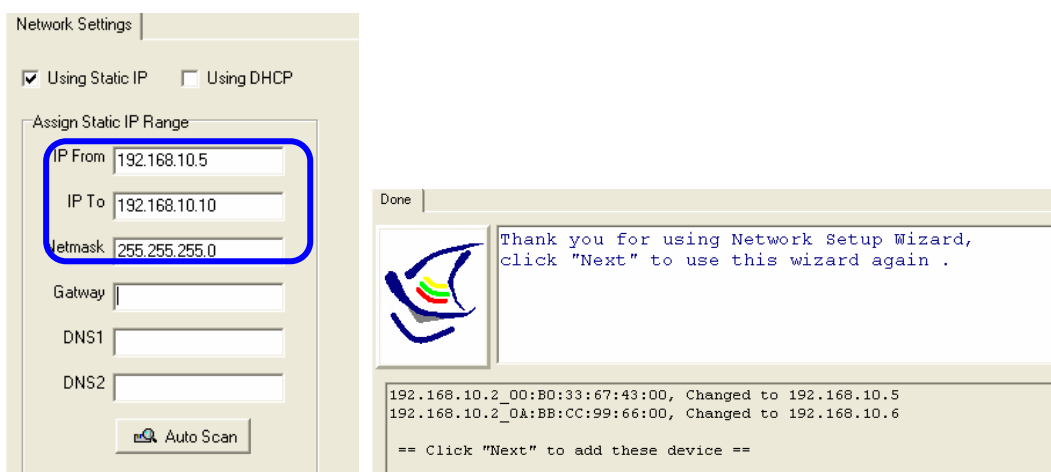 Network Settings
Using Static IP
Using DHCP
Assign Static IP Range
IP From 192.168.10.5
IP To 192.168.10.10
Netmask 255.255.255.0
Gatway
DNS1
DNS2
Auto Scan
Done
Thank you for using Network Setup Wizard,
click "Next" to use this wizard again .
192.168.10.2_00:B0:33:67:43:00, Changed to 192.168.10.5
192.168.10.2_0A:BB:CC:99:66:00, Changed to 192.168.10.6
== Click "Next" to add these device ==